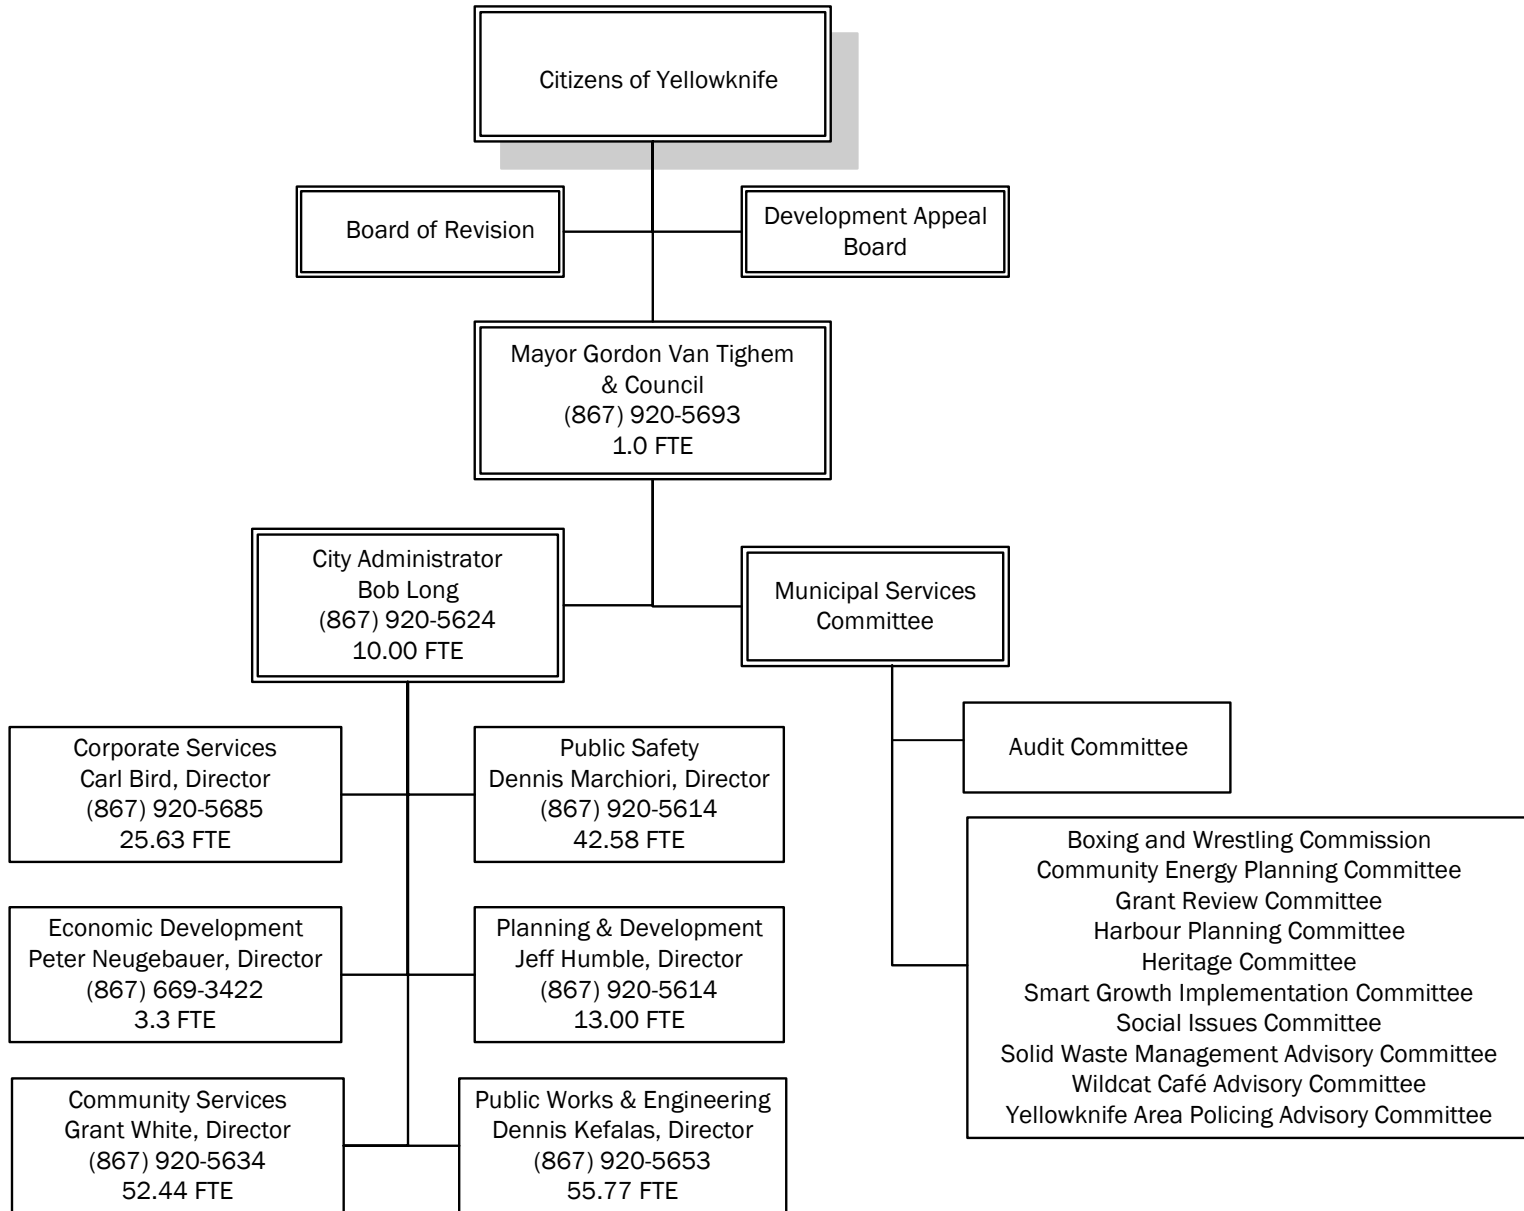 Citizens of Yellowknife
Board of Revision
Development Appeal
Board
Mayor Gordon Van Tighem
& Council
(867) 920-5693
1.0 FTE
City Administrator
Bob Long
(867) 920-5624
10.00 FTE
Municipal Services
Committee
Corporate Services
Carl Bird, Director
(867) 920-5685
25.63 FTE
Public Safety
Dennis Marchiori, Director
(867) 920-5614
42.58 FTE
Audit Committee
Economic Development
Peter Neugebauer, Director
(867) 669-3422
3.3 FTE
Planning & Development
Jeff Humble, Director
(867) 920-5614
13.00 FTE
Boxing and Wrestling Commission
Community Energy Planning Committee
Grant Review Committee
Harbour Planning Committee
Heritage Committee
Smart Growth Implementation Committee
Social Issues Committee
Solid Waste Management Advisory Committee
Wildcat Café Advisory Committee
Yellowknife Area Policing Advisory Committee
Community Services
Grant White, Director
(867) 920-5634
52.44 FTE
Public Works & Engineering
Dennis Kefalas, Director
(867) 920-5653
55.77 FTE